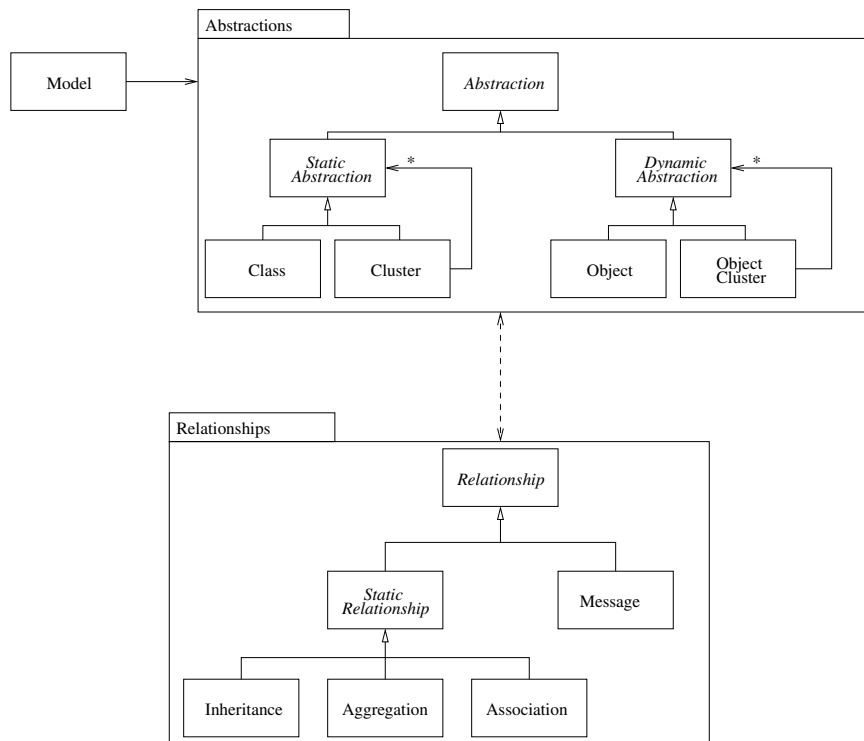 Abstractions
Model
Abstraction
Static
Abstraction
*
Dynamic
Abstraction
*
Class
Cluster
Object
Object
Cluster
Relationships
Relationship
Static
Relationship
Message
Inheritance
Aggregation
Association